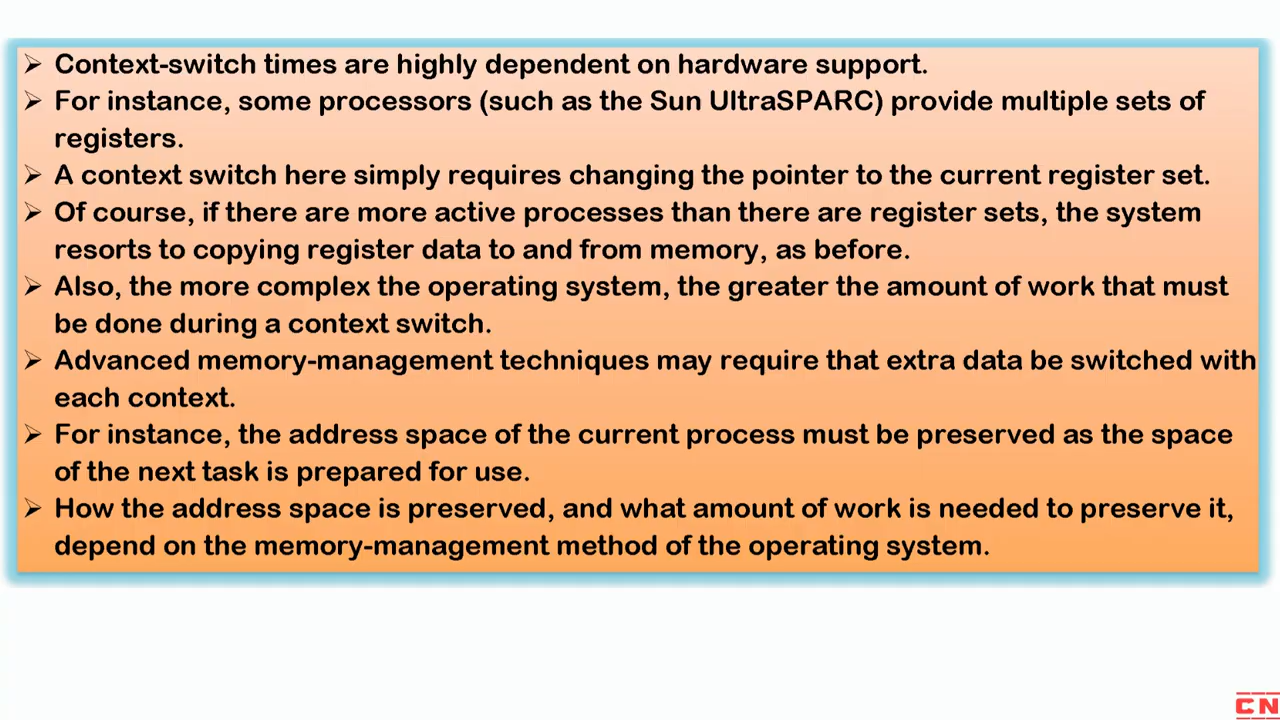 ➢ Context-switch times are highly dependent on hardware support.
➢ For instance, some processors (such as the Sun UltraSPARC) provide multiple sets of
registers.
➢ A context switch here simply requires changing the pointer to the current register set.
➢ Of course, if there are more active processes than there are register sets, the system
resorts to copying register data to and from memory, as before.
➢ Also, the more complex the operating system, the greater the amount of work that must
be done during a context switch.
➢ Advanced memory-management techniques may require that extra data be switched with
each context.
➢ For instance, the address space of the current process must be preserved as the space
of the next task is prepared for use.
➢ How the address space is preserved, and what amount of work is needed to preserve it,
depend on the memory-management method of the operating system.
CN